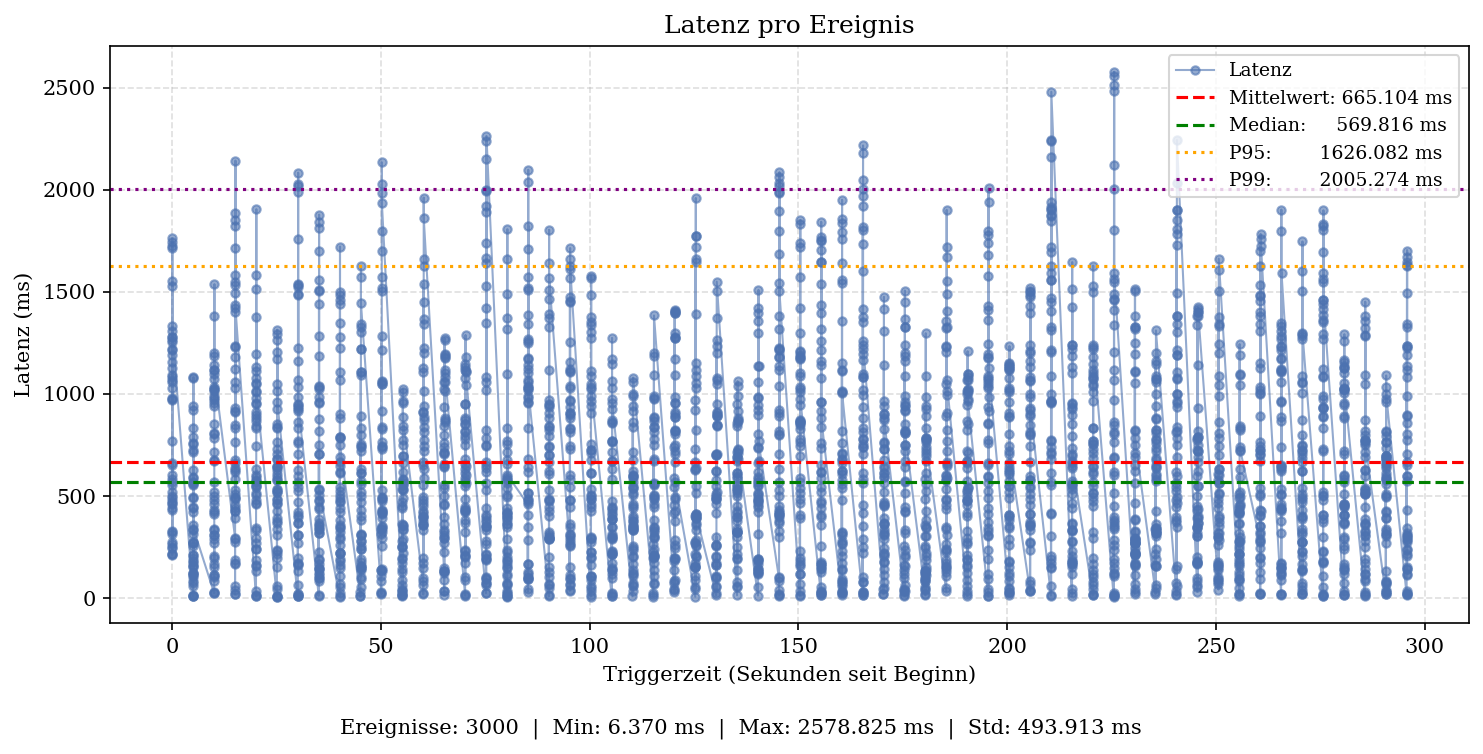 Latenz pro Ereignis
Latenz (ms)
2500
2000
1500
1000
500
0
Latenz
Mittelwert: 665.104 ms
Median: 569.816 ms
P95: 1626.082 ms
P99: 2005.274 ms
0 50 100 150 200 250 300
Triggerzeit (Sekunden seit Beginn)
Ereignisse: 3000 | Min: 6.370 ms | Max: 2578.825 ms | Std: 493.913 ms